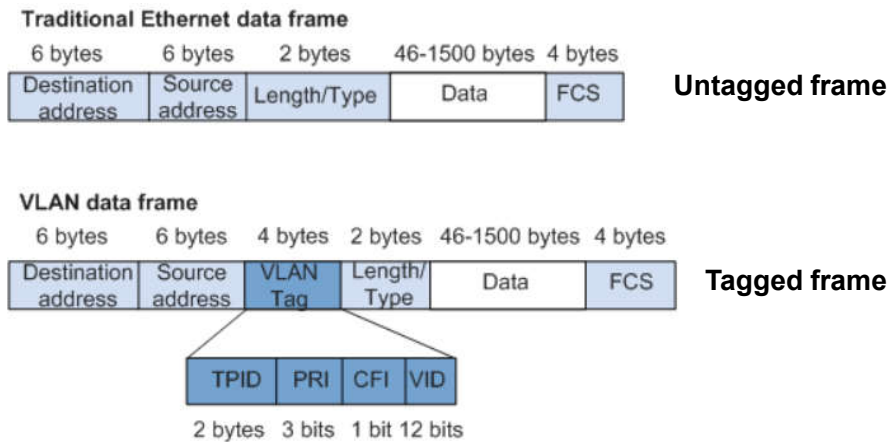 Traditional Ethernet data frame
6 bytes 6 bytes 2 bytes 46-1500 bytes 4 bytes
Destination address Source address Length/Type Data FCS
Untagged frame
VLAN data frame
6 bytes 6 bytes 4 bytes 2 bytes 46-1500 bytes 4 bytes
Destination address Source address VLAN Tag Length/Type Data FCS
Tagged frame
TPID PRI CFI VID
2 bytes 3 bits 1 bit 12 bits